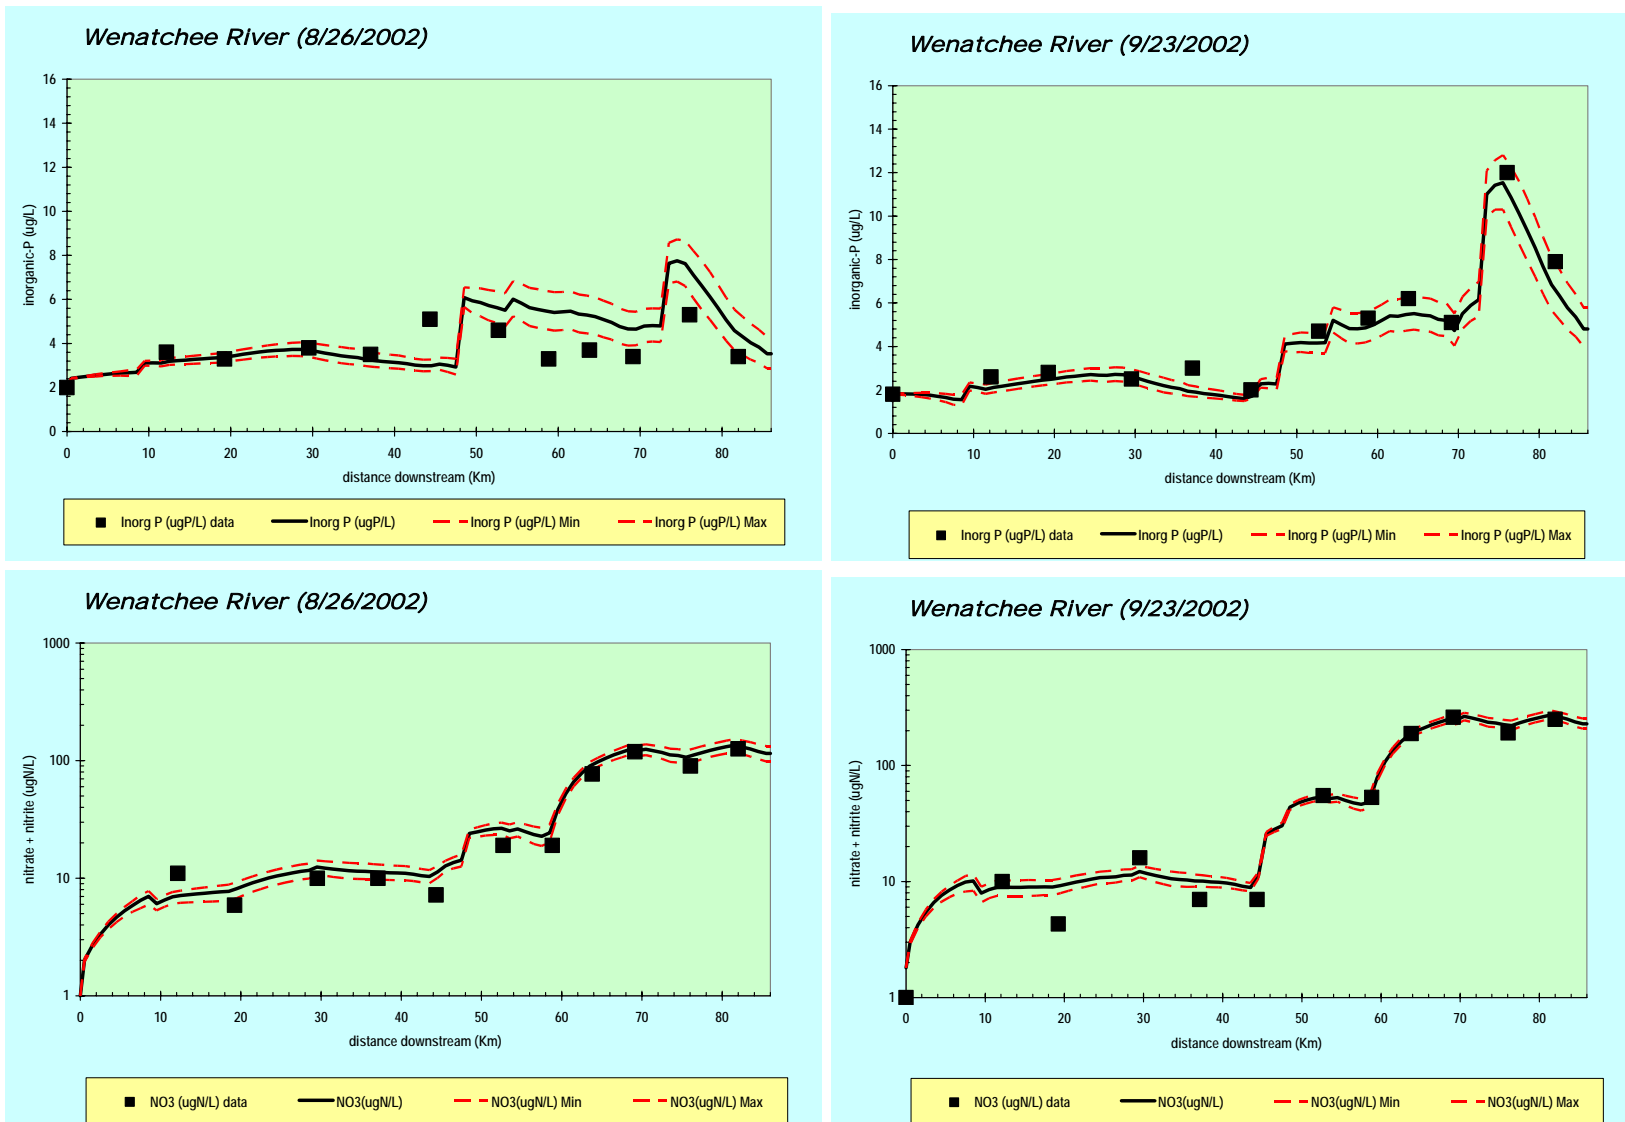 Wenatchee River (8/26/2002)
16
14
12
10
8
6
4
2
0
inorganic-P (ug/L)
0 10 20 30 40 50 60 70 80
distance downstream (Km)
Inorg P (ugP/L) data Inorg P (ugP/L) Inorg P (ugP/L) Min Inorg P (ugP/L) Max
Wenatchee River (9/23/2002)
16
14
12
10
8
6
4
2
0
inorganic-P (ug/L)
0 10 20 30 40 50 60 70 80
distance downstream (Km)
Inorg P (ugP/L) data Inorg P (ugP/L) Inorg P (ugP/L) Min Inorg P (ugP/L) Max
Wenatchee River (8/26/2002)
1000
100
10
1
nitrate + nitrite (ugN/L)
0 10 20 30 40 50 60 70 80
distance downstream (Km)
NO3 (ugN/L) data NO3(ugN/L) NO3(ugN/L) Min NO3(ugN/L) Max
Wenatchee River (9/23/2002)
1000
100
10
1
nitrate + nitrite (ugN/L)
0 10 20 30 40 50 60 70 80
distance downstream (Km)
NO3 (ugN/L) data NO3(ugN/L) NO3(ugN/L) Min NO3(ugN/L) Max